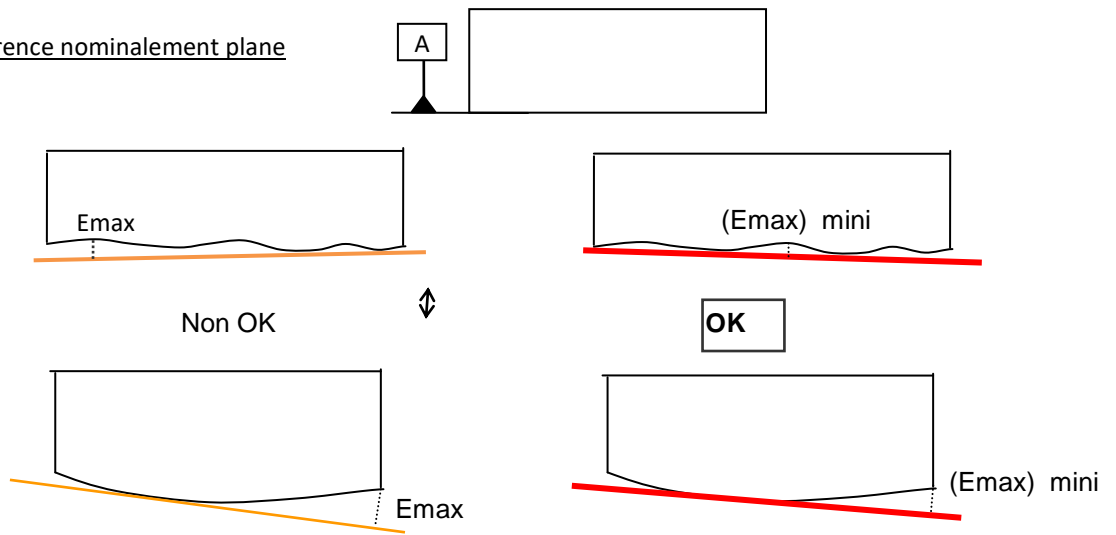 rence nominalement plane
A
Emax
(Emax) mini
Non OK
OK
Emax
(Emax) mini